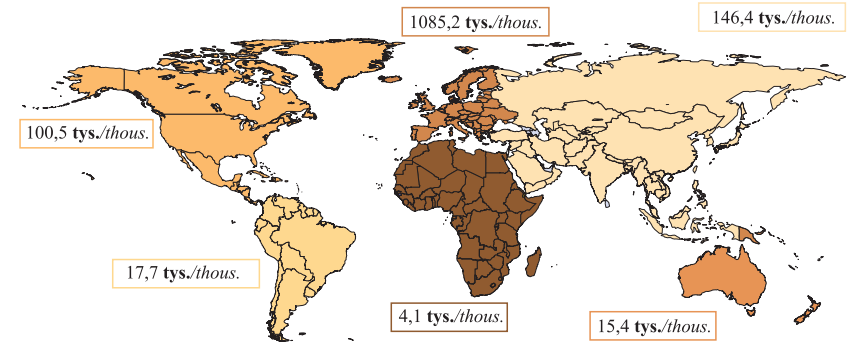 1085,2 tys./thous.
146,4 tys./thous.
100,5 tys./thous.
17,7 tys./thous.
4,1 tys./thous.
15,4 tys./thous.